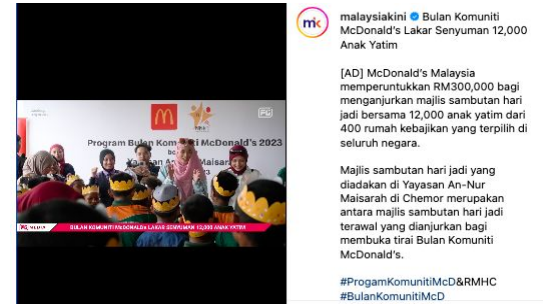 malaysiakini Bulan Komuniti
McDonald's Lakar Senyuman 12,000
Anak Yatim
[AD] McDonald's Malaysia
memperuntukkan RM300,000 bagi
menganjurkan majlis sambutan hari
jadi bersama 12,000 anak yatim dari
400 rumah kebajikan yang terpilih di
seluruh negara.
Majlis sambutan hari jadi yang
diadakan di Yayasan An-Nur
Maisarah di Chemor merupakan
antara majlis sambutan hari jadi
terawal yang dianjurkan bagi
membuka tirai Bulan Komuniti
McDonald's.
#ProgamKomunitiMcD&RMHC
#BulanKomunitiMcD
mk
Program Bulan Komuniti McDonald's 2023
Maisarah
BULAN KOMUNITI McDONALD'S LAKAR SENYUMAN 12,000 ANAK YATIM